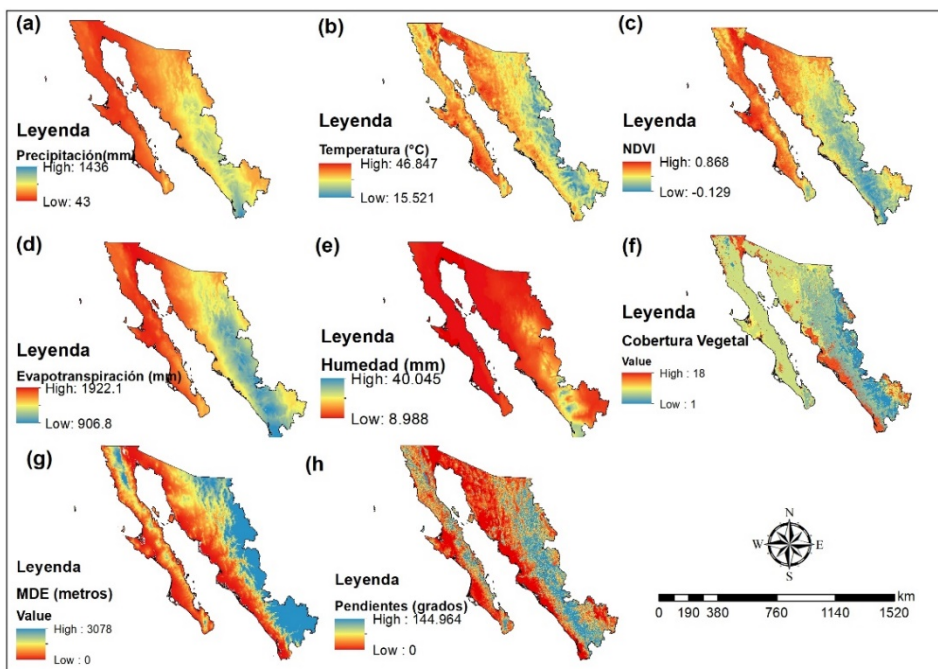 (a)
Leyenda
Precipitación(mm)
High: 1436
Low: 43
(b)
Leyenda
Temperatura (°C)
High: 46.847
Low: 15.521
(c)
Leyenda
NDVI
High: 0.868
Low: -0.129
(d)
Leyenda
Evapotranspiración (mm)
High: 1922.1
Low: 906.8
(e)
Leyenda
Humedad (mm)
High: 40.045
Low: 8.988
(f)
Leyenda
Cobertura Vegetal
Value
High : 18
Low : 1
(g)
Leyenda
MDE (metros)
Value
High : 3078
Low : 0
(h)
Leyenda
Pendientes (grados)
High : 144.964
Low : 0
N
W E
S
km
0 190 380 760 1140 1520